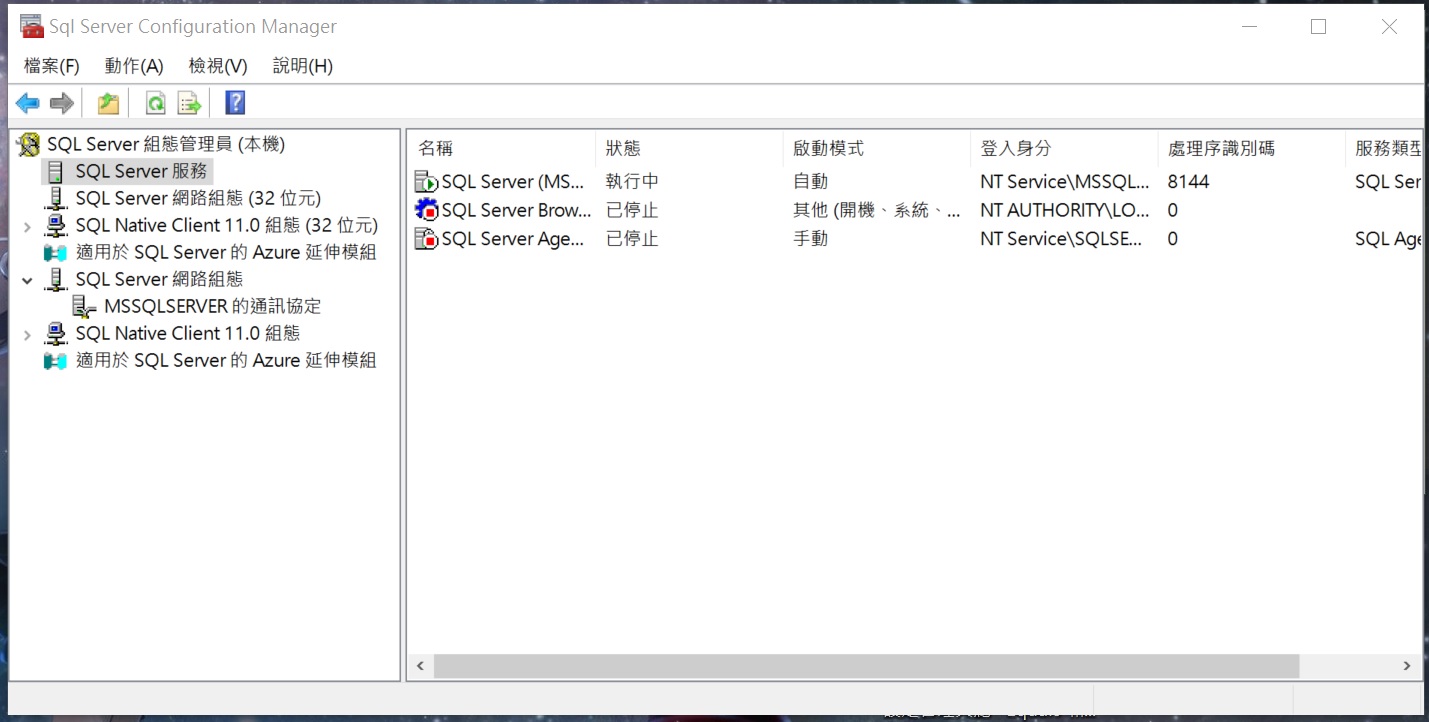 Sql Server Configuration Manager
檔案(F) 動作(A) 檢視(V) 說明(H)
SQL Server 組態管理員 (本機)
SQL Server 服務
SQL Server 網路組態 (32 位元)
SQL Native Client 11.0 組態 (32 位元)
適用於 SQL Server 的 Azure 延伸模組
SQL Server 網路組態
MSSQLSERVER 的通訊協定
SQL Native Client 11.0 組態
適用於 SQL Server 的 Azure 延伸模組
名稱 狀態 啟動模式 登入身分 處理序識別碼 服務類型
SQL Server (MS... 執行中 自動 NT Service\MSSQL... 8144 SQL Ser
SQL Server Brow... 已停止 其他 (開機、系統、... NT AUTHORITY\LO... 0
SQL Server Age... 已停止 手動 NT Service\SQLSE... 0 SQL Age